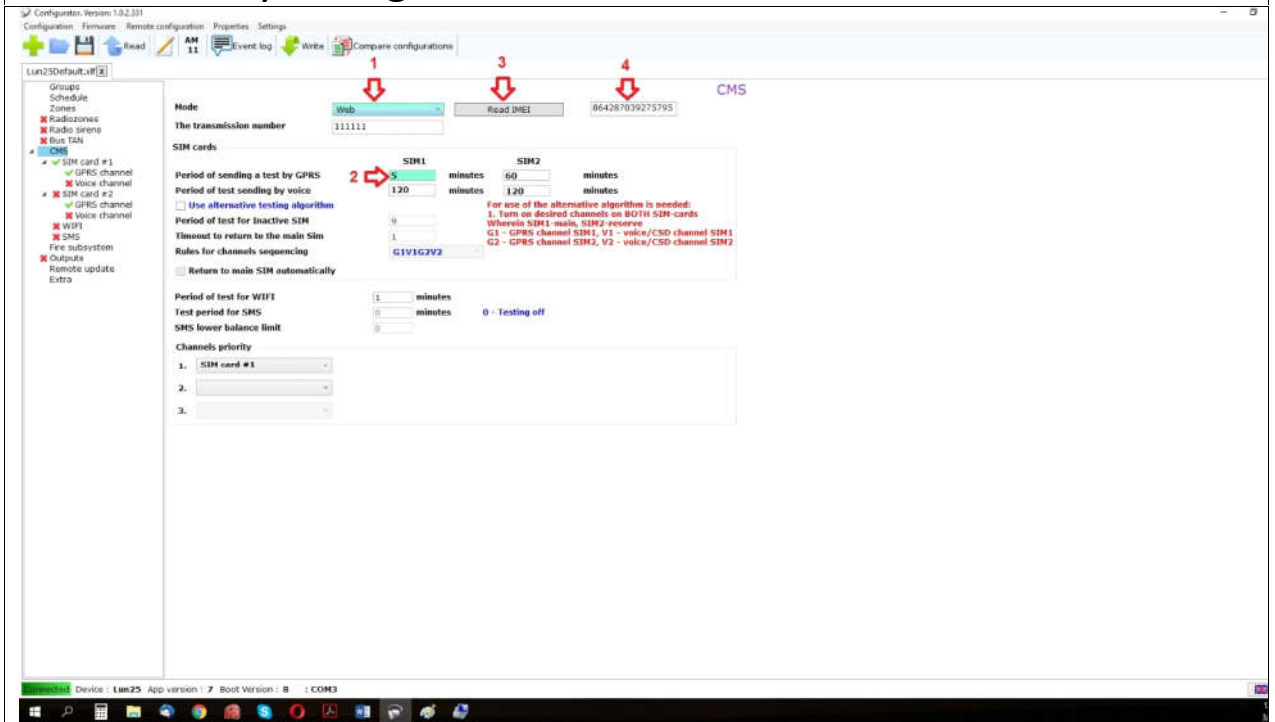 Configurator. Version: 1.0.2.331
Configuration Firmware Remote configuration Properties Settings
Read AM 11 Event log Write Compare configurations
Lun25Default.xlf x
1 3 4
CMS
Groups
Schedule
Zones
Radiozones
Radio sirens
Bus TAN
CMS
SIM card #1
GPRS channel
Voice channel
SIM card #2
GPRS channel
Voice channel
WIFI
SMS
Fire subsystem
Outputs
Remote update
Extra
Mode Web Read IMEI 864287039275795
The transmission number 111111
SIM cards
SIM1 SIM2
Period of sending a test by GPRS 2 5 minutes 60 minutes
Period of test sending by voice 120 minutes 120 minutes
Use alternative testing algorithm
For use of the alternative algorithm is needed:
1. Turn on desired channels on BOTH SIM-cards
Wherein SIM1-main, SIM2-reserve
G1 - GPRS channel SIM1, V1 - voice/CSD channel SIM1
G2 - GPRS channel SIM2, V2 - voice/CSD channel SIM2
Period of test for Inactive SIM 9
Timeout to return to the main Sim 1
Rules for channels sequencing G1V1G2V2
Return to main SIM automatically
Period of test for WIFI 1 minutes
Test period for SMS 0 minutes 0 - Testing off
SMS lower balance limit 0
Channels priority
1. SIM card #1
2.
3.
Connected Device : Lun25 App version : 7 Boot Version : 8 : COM3